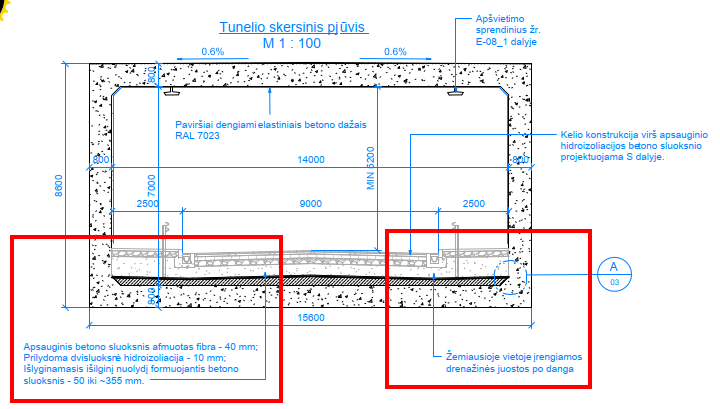 Tunelio skersinis pjūvis
M 1 : 100
Apšvietimo
sprendinius žr.
E-08_1 dalyje
0.6%
0.6%
800
Paviršiai dengiami elastiniais betono dažais
RAL 7023
Kelio konstrukcija virš apsauginio
hidroizoliacijos betono sluoksnio
projektuojama S dalyje.
800
14000
800
8600
7000
MIN 5200
2500
9000
2500
A
03
800
15600
Apsauginis betono sluoksnis afmuotas fibra - 40 mm;
Prilydoma dvisluoksnė hidroizoliacija - 10 mm;
Išlyginamasis išilginį nuolydį formuojantis betono
sluoksnis - 50 iki ~355 mm.
Žemiausioje vietoje įrengiamos
drenažinės juostos po danga